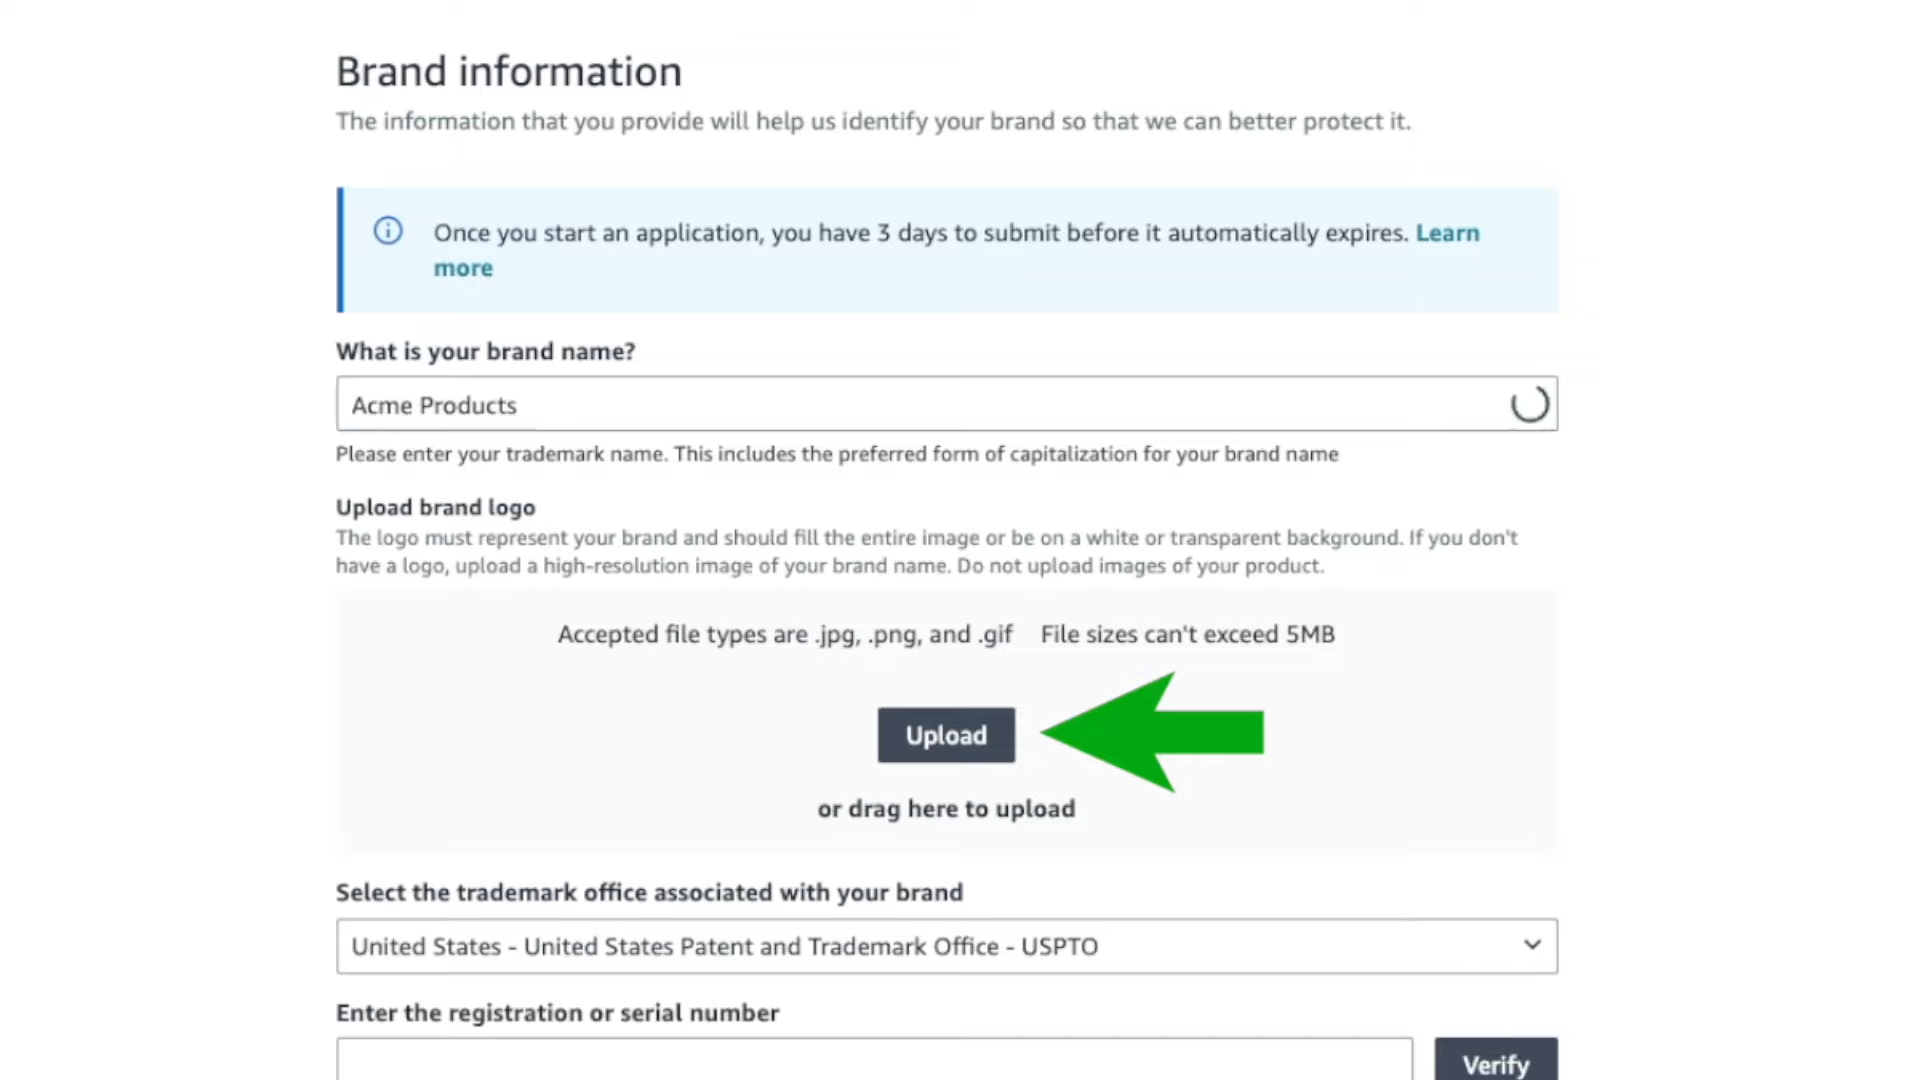 Brand information
The information that you provide will help us identify your brand so that we can better protect it.
Once you start an application, you have 3 days to submit before it automatically expires. Learn
more
What is your brand name?
Acme Products
Please enter your trademark name. This includes the preferred form of capitalization for your brand name
Upload brand logo
The logo must represent your brand and should fill the entire image or be on a white or transparent background. If you don't
have a logo, upload a high-resolution image of your brand name. Do not upload images of your product.
Accepted file types are .jpg, .png, and .gif File sizes can't exceed 5MB
Upload
or drag here to upload
Select the trademark office associated with your brand
United States - United States Patent and Trademark Office - USPTO
Enter the registration or serial number
Verify